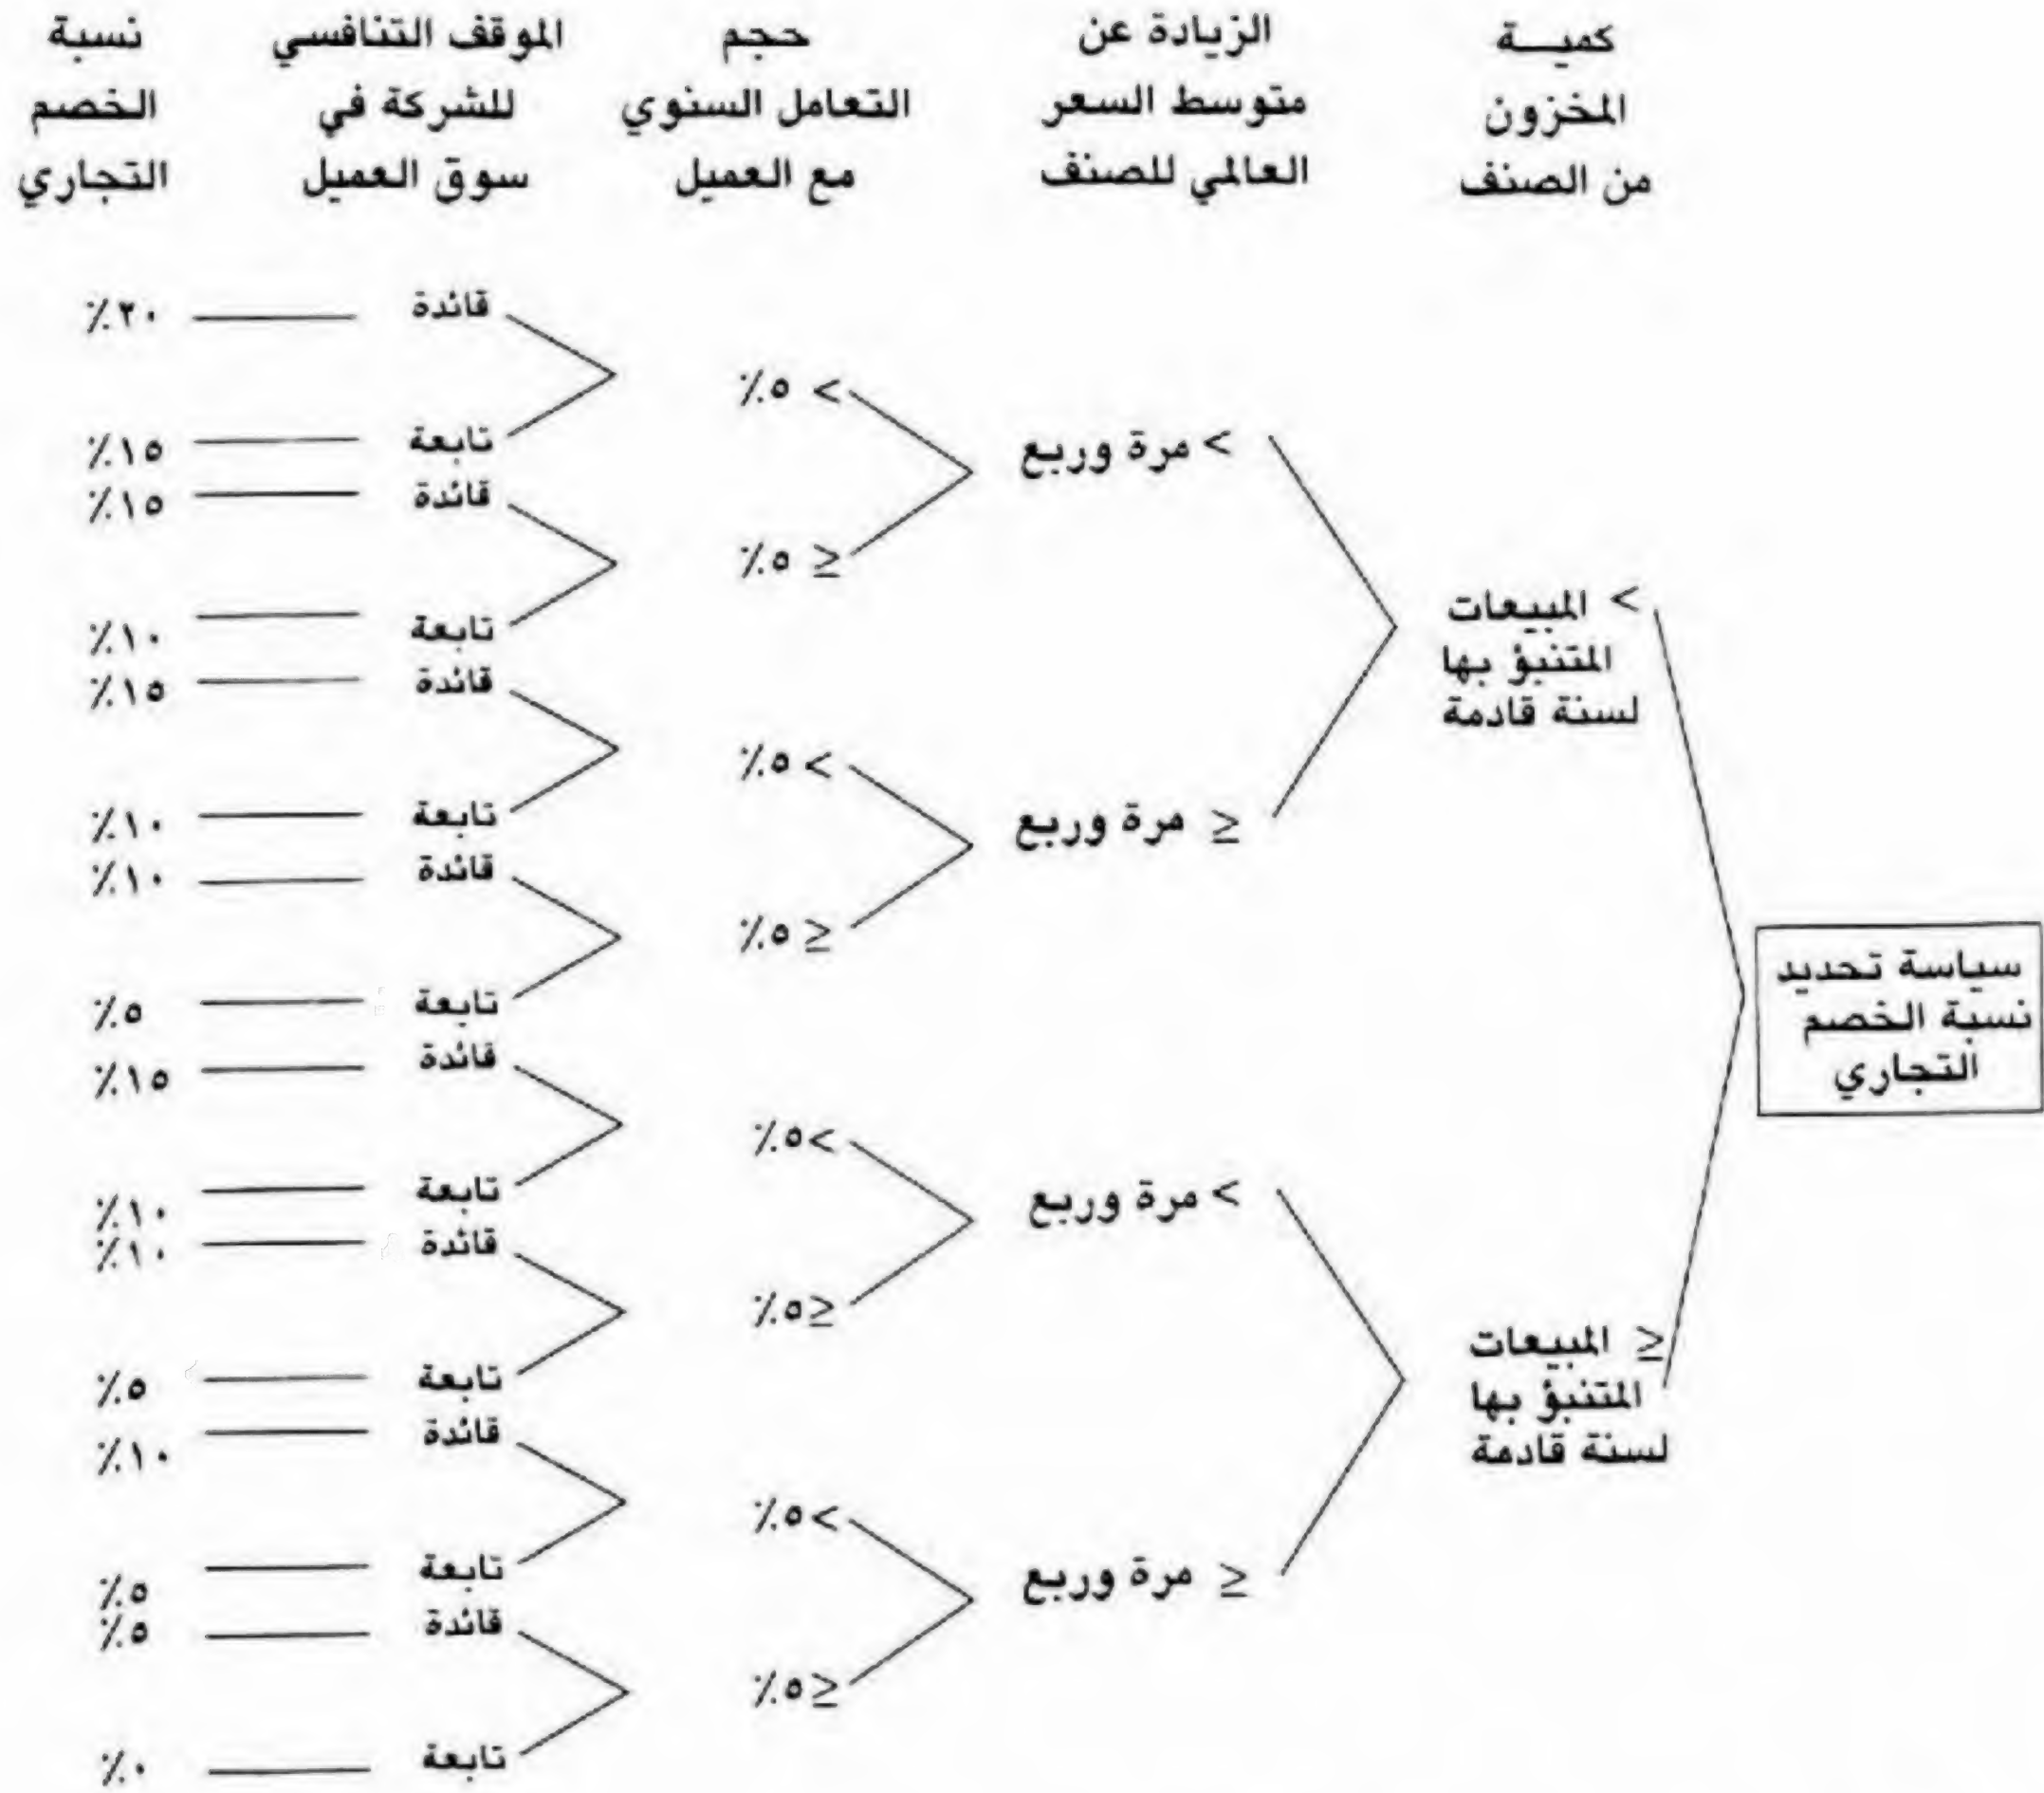 كميـــة
المخزون
من الصنف
الزيادة عن
متوسط السعر
العالمي للصنف
حجم
التعامل السنوي
مع العميل
الموقف التنافسي
للشركة في
سوق العميل
نسبة
الخصم
التجاري
سياسة تحديد
نسبة الخصم
التجاري
< المبيعات
المتنبؤ بها
لسنة قادمة
≥ المبيعات
المتنبؤ بها
لسنة قادمة
< مرة وربع
≥ مرة وربع
< مرة وربع
≥ مرة وربع
< ٥٪
≥ ٥٪
< ٥٪
≥ ٥٪
< ٥٪
≥ ٥٪
< ٥٪
≥ ٥٪
قائدة ٢٠٪
تابعة ١٥٪
قائدة ١٥٪
تابعة ١٠٪
قائدة ١٥٪
تابعة ١٠٪
قائدة ١٠٪
تابعة ٥٪
قائدة ١٥٪
تابعة ١٠٪
قائدة ١٠٪
تابعة ٥٪
قائدة ١٠٪
تابعة ٥٪
قائدة ٥٪
تابعة ٠٪